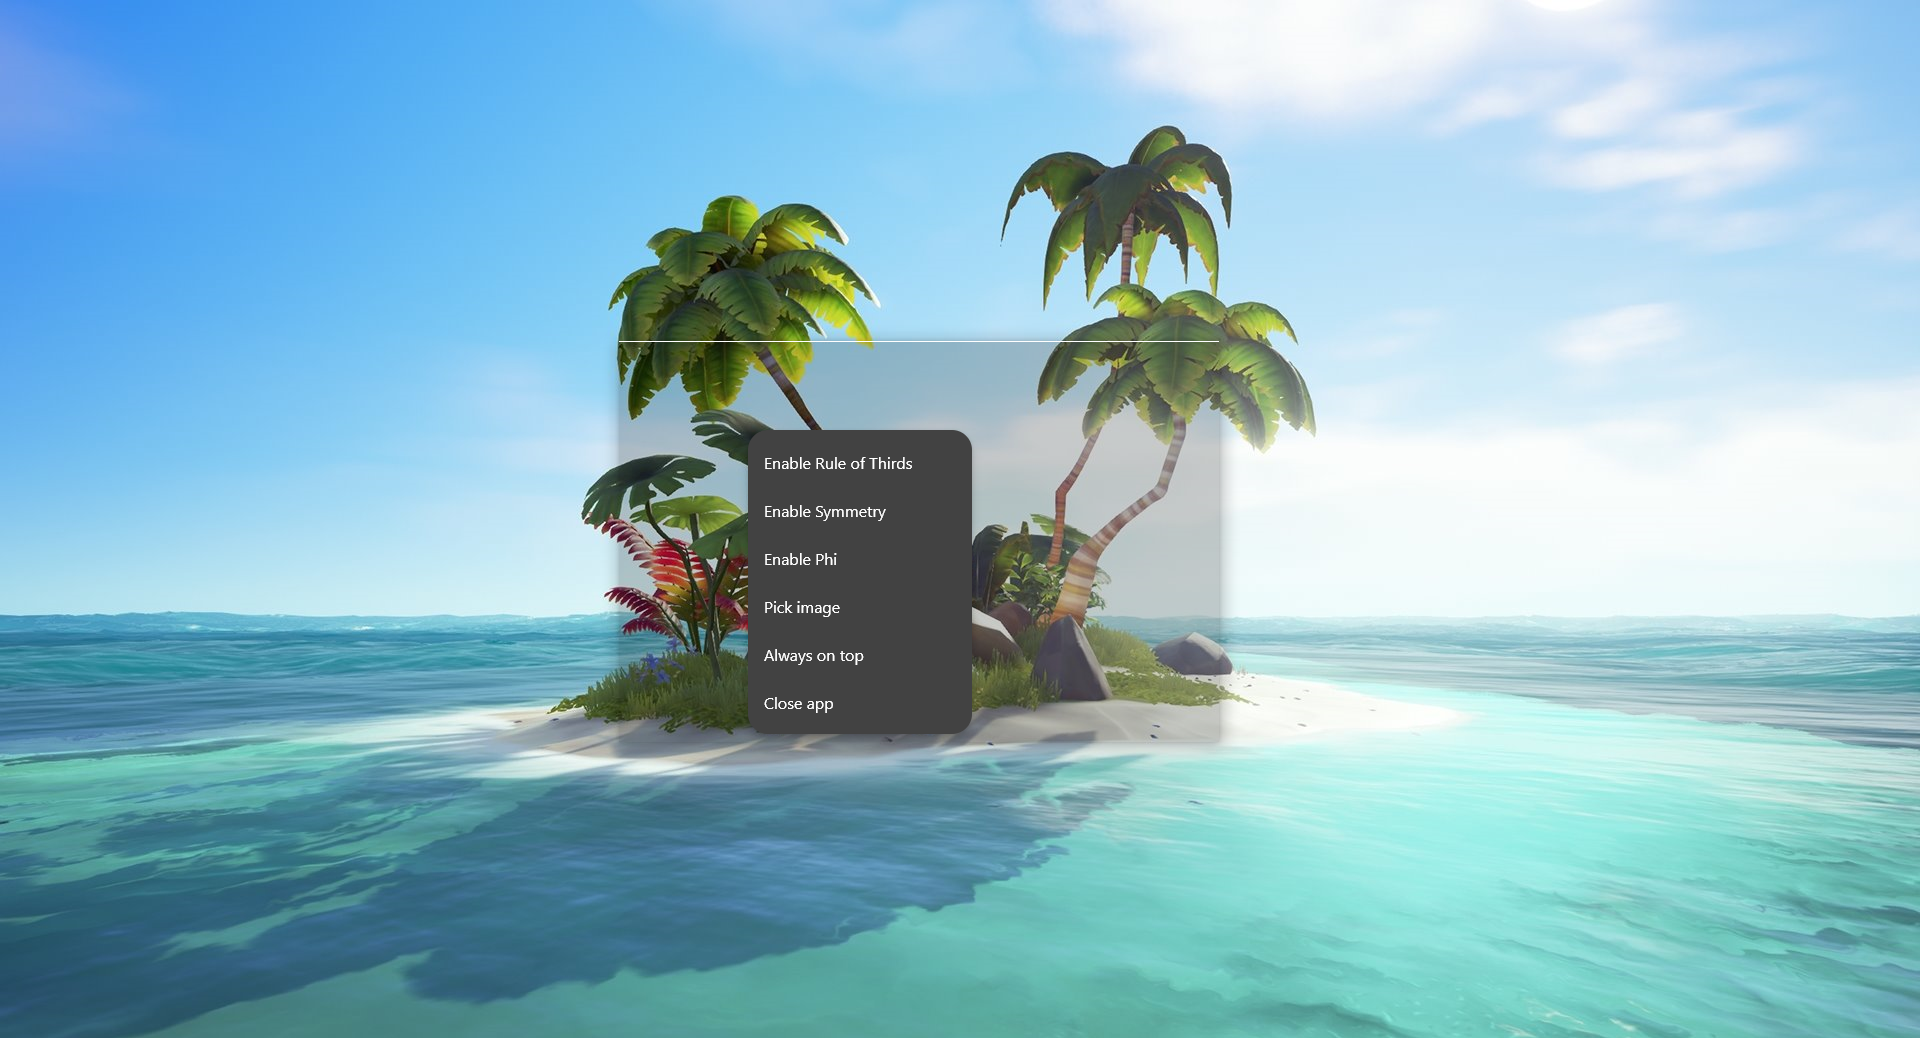 Enable Rule of Thirds
Enable Symmetry
Enable Phi
Pick image
Always on top
Close app